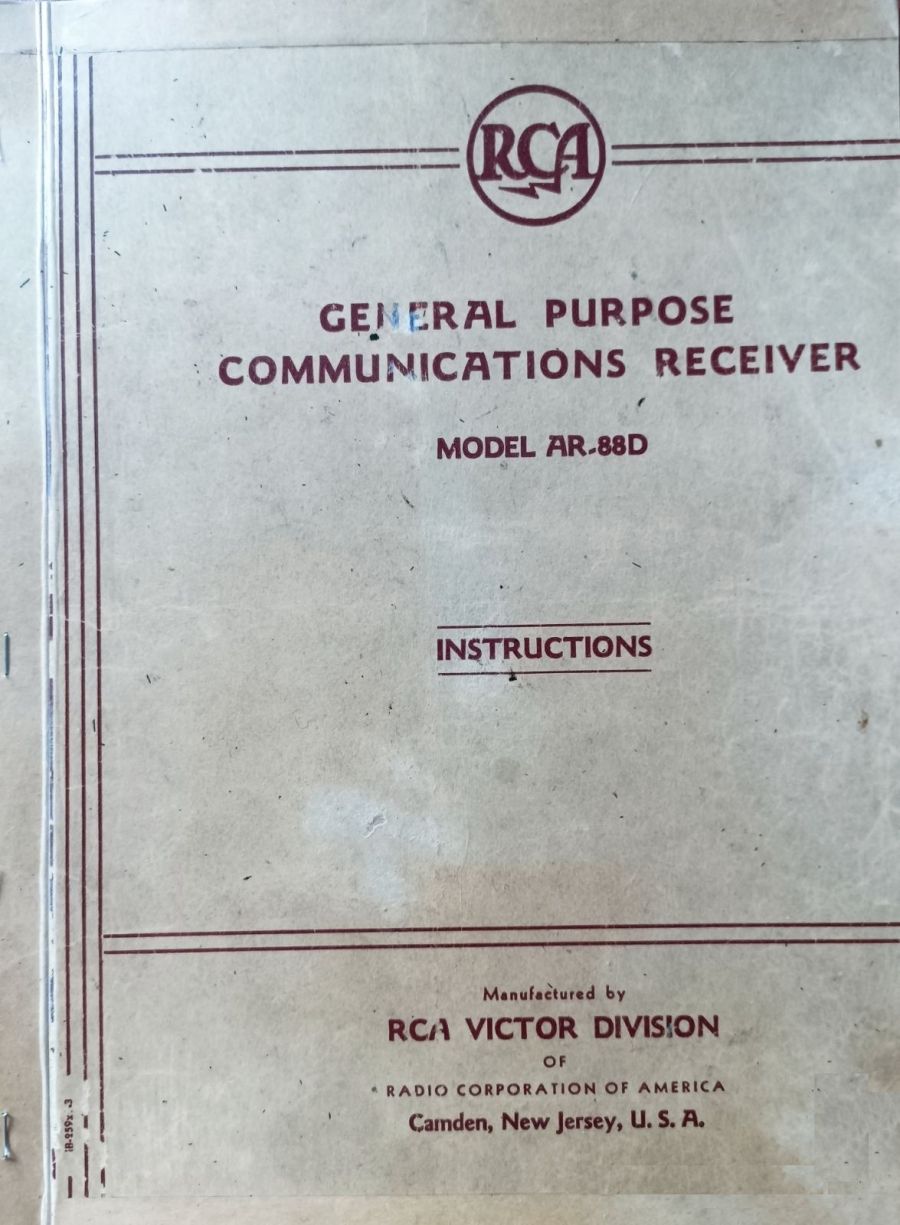 RCA
GENERAL PURPOSE
COMMUNICATIONS RECEIVER
MODEL AR-88D
INSTRUCTIONS
Manufactured by
RCA VICTOR DIVISION
OF
RADIO CORPORATION OF AMERICA
Camden, New Jersey, U. S. A.